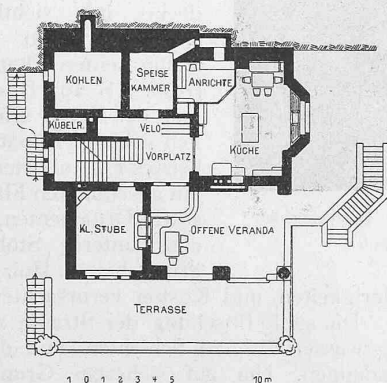 KOHLEN
SPEISE
KAMMER
ANRICHTE
KÜBELR.
VELO
KÜCHE
VORPLATZ
KL. STUBE
OFFENE VERANDA
TERRASSE
1 0 1 2 3 4 5 10 m